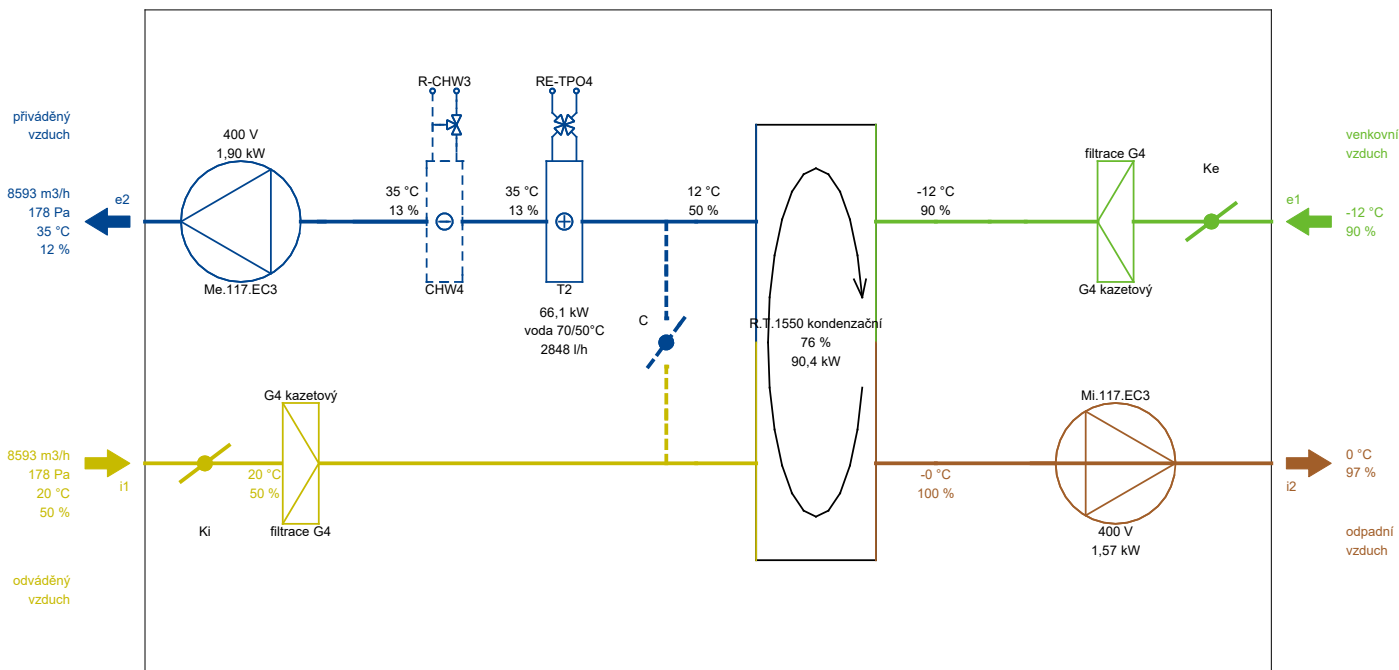 R-CHW3
RE-TPO4
přiváděný
vzduch
400 V
1,90 kW
venkovní
vzduch
filtrace G4
Ke
8593 m3/h
178 Pa
35 °C
12 %
e2
35 °C
13 %
35 °C
13 %
12 °C
50 %
-12 °C
90 %
e1
-12 °C
90 %
Me.117.EC3
CHW4
T2
G4 kazetový
66,1 kW
voda 70/50°C
2848 l/h
C
R.T.1550 kondenzační
76 %
90,4 kW
G4 kazetový
Mi.117.EC3
8593 m3/h
178 Pa
20 °C
50 %
i1
20 °C
50 %
-0 °C
100 %
i2
0 °C
97 %
Ki
filtrace G4
400 V
1,57 kW
odpadní
vzduch
odváděný
vzduch